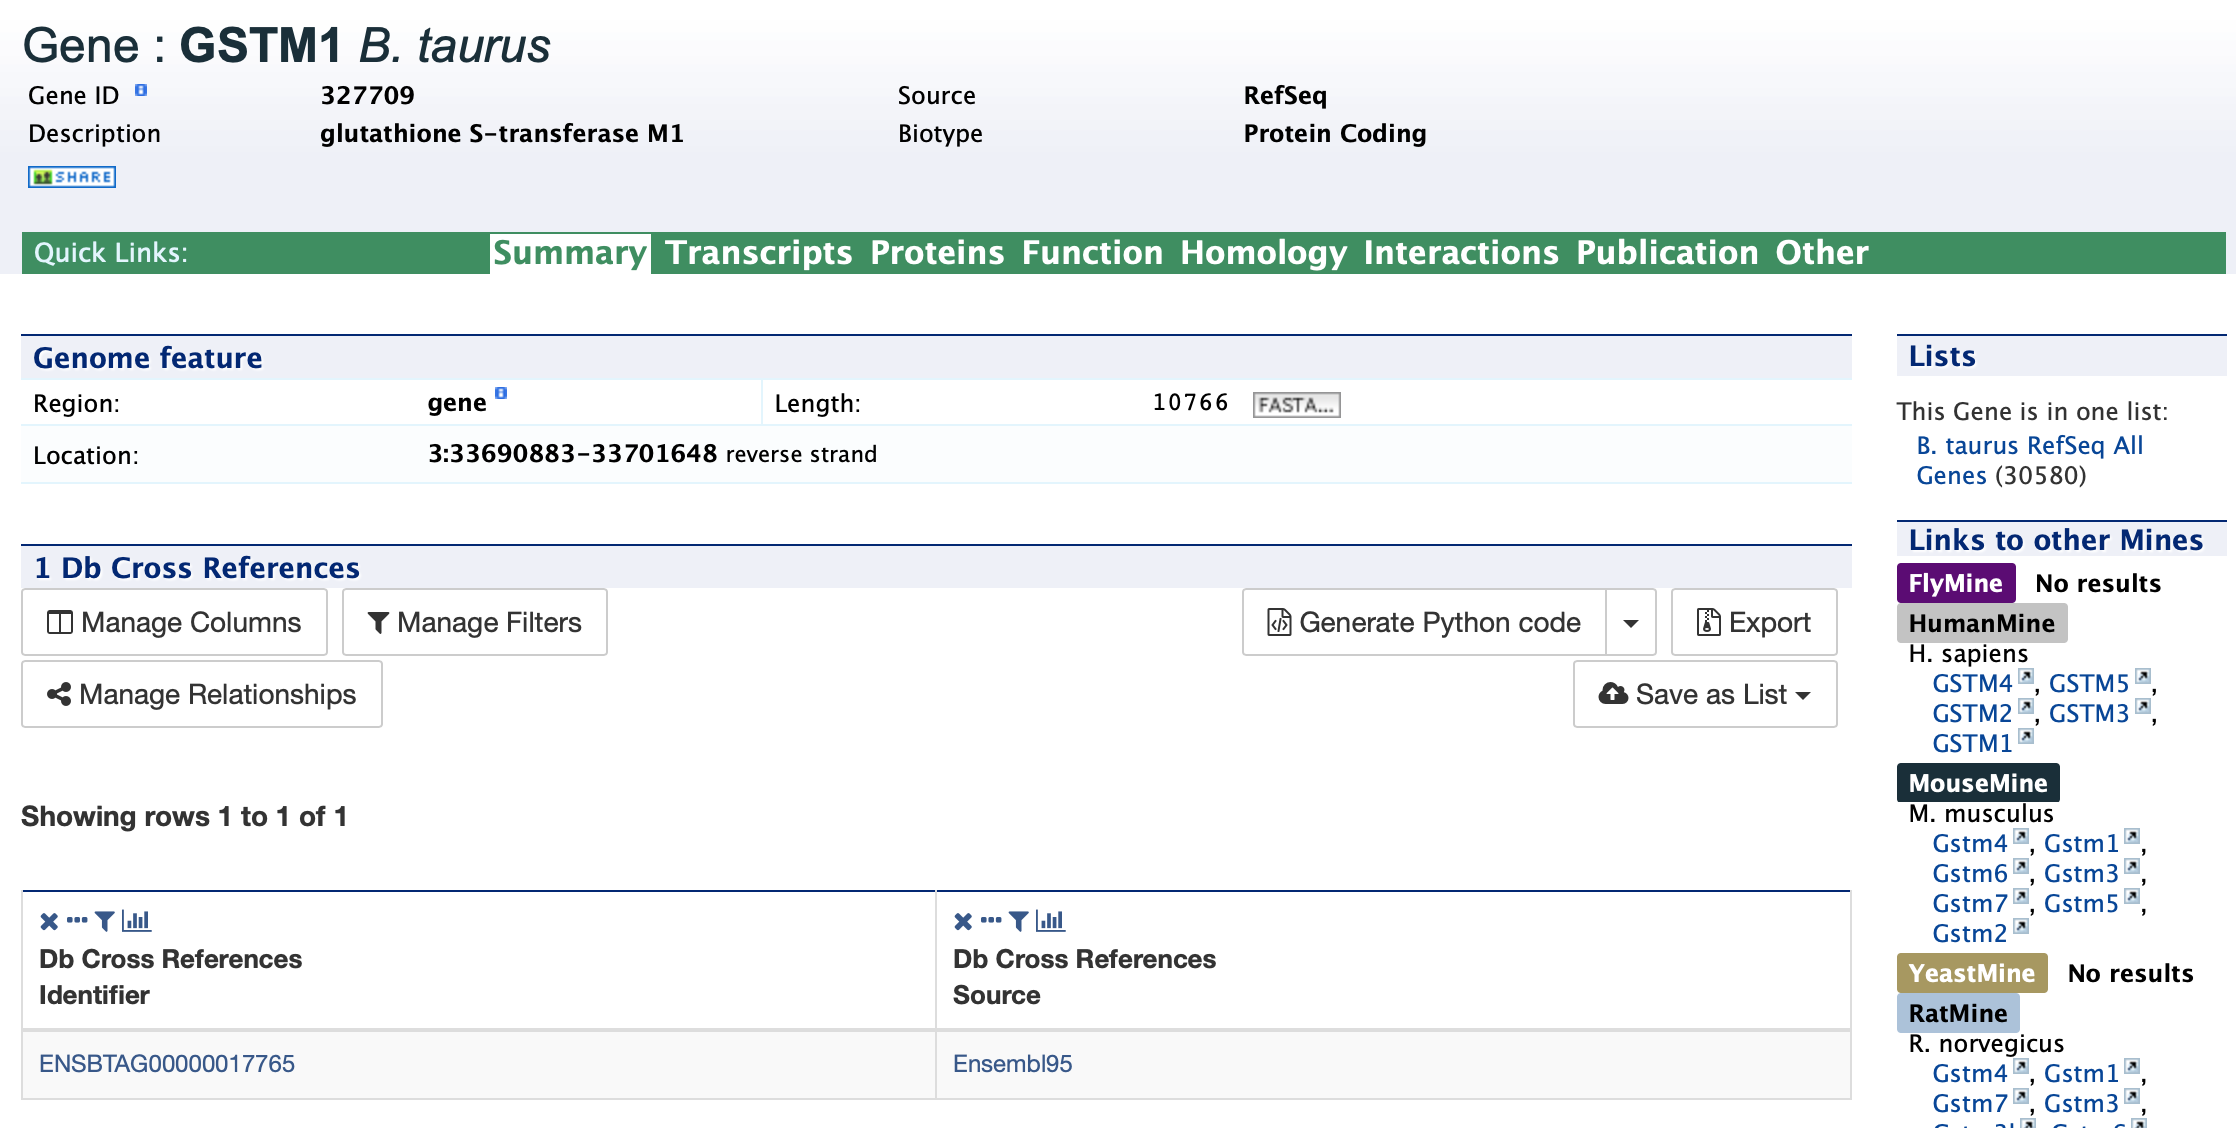 Gene : GSTM1 B. taurus
Gene ID 327709 Source RefSeq
Description glutathione S-transferase M1 Biotype Protein Coding
SHARE
Quick Links: Summary Transcripts Proteins Function Homology Interactions Publication Other
Genome feature
Region: gene Length: 10766 FASTA...
Location: 3:33690883-33701648 reverse strand
1 Db Cross References
Manage Columns Manage Filters Generate Python code Export
Manage Relationships Save as List
Showing rows 1 to 1 of 1
Db Cross References
Identifier
Db Cross References
Source
ENSBTAG00000017765 Ensembl95
Lists
This Gene is in one list:
B. taurus RefSeq All
Genes (30580)
Links to other Mines
FlyMine No results
HumanMine
H. sapiens
GSTM4, GSTM5,
GSTM2, GSTM3,
GSTM1
MouseMine
M. musculus
Gstm4, Gstm1,
Gstm6, Gstm3,
Gstm7, Gstm5,
Gstm2
YeastMine No results
RatMine
R. norvegicus
Gstm4, Gstm1,
Gstm7, Gstm3,